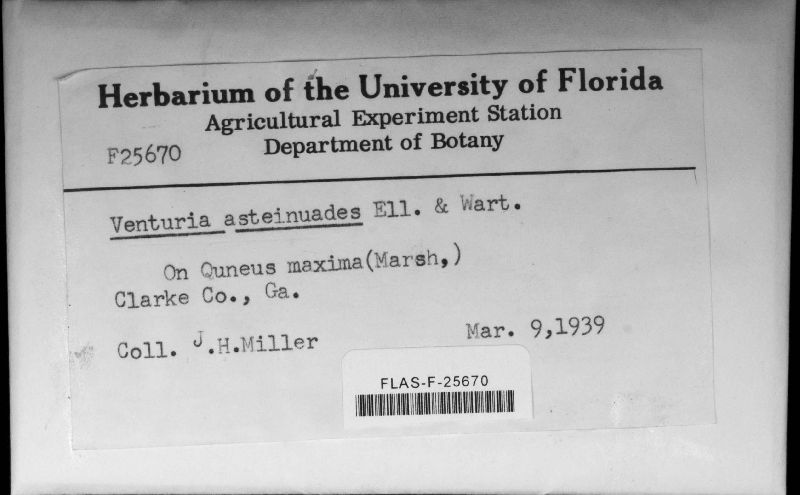 Herbarium of the University of Florida
Agricultural Experiment Station
Department of Botany
F25670
Venturia asteinuades Ell. & Wart.
On Quneus maxima(Marsh,)
Clarke Co., Ga.
Coll. J.H.Miller
Mar. 9,1939
FLAS-F-25670